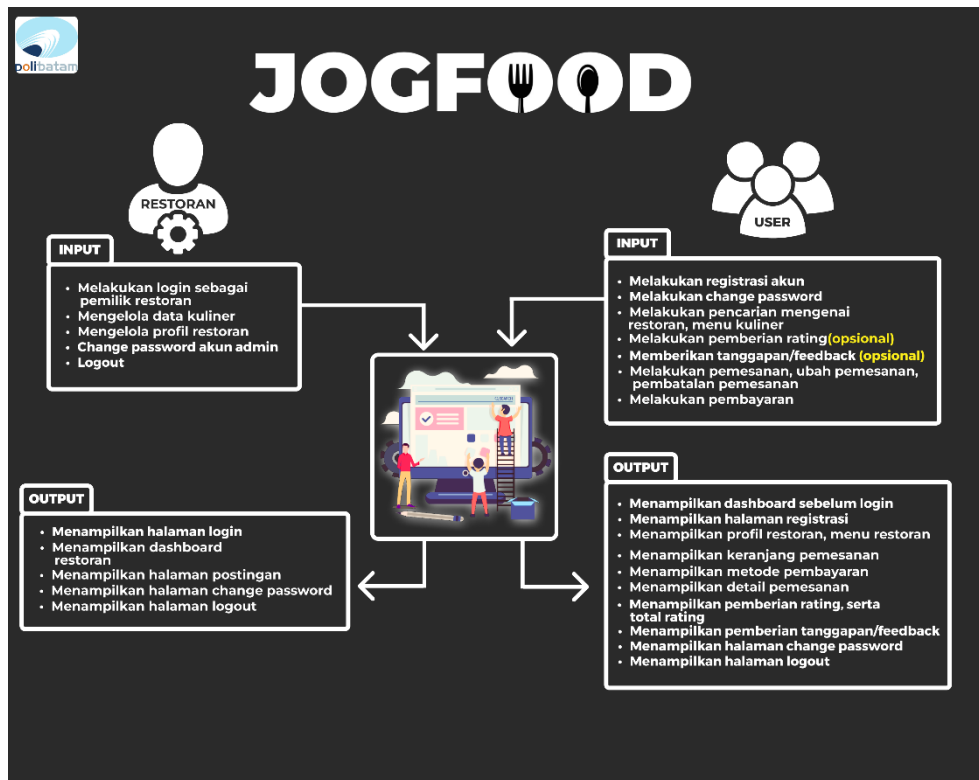 polibatam
JOGFOOD
RESTORAN
INPUT
• Melakukan login sebagai
pemilik restoran
• Mengelola data kuliner
• Mengelola profil restoran
• Change password akun admin
• Logout
USER
INPUT
• Melakukan registrasi akun
• Melakukan change password
• Melakukan pencarian mengenai
restoran, menu kuliner
• Melakukan pemberian rating(opsional)
• Memberikan tanggapan/feedback (opsional)
• Melakukan pemesanan, ubah pemesanan,
pembatalan pemesanan
• Melakukan pembayaran
OUTPUT
• Menampilkan halaman login
• Menampilkan dashboard
restoran
• Menampilkan halaman postingan
• Menampilkan halaman change password
• Menampilkan halaman logout
OUTPUT
• Menampilkan dashboard sebelum login
• Menampilkan halaman registrasi
• Menampilkan profil restoran, menu restoran
• Menampilkan keranjang pemesanan
• Menampilkan metode pembayaran
• Menampilkan detail pemesanan
• Menampilkan pemberian rating, serta
total rating
• Menampilkan pemberian tanggapan/feedback
• Menampilkan halaman change password
• Menampilkan halaman logout